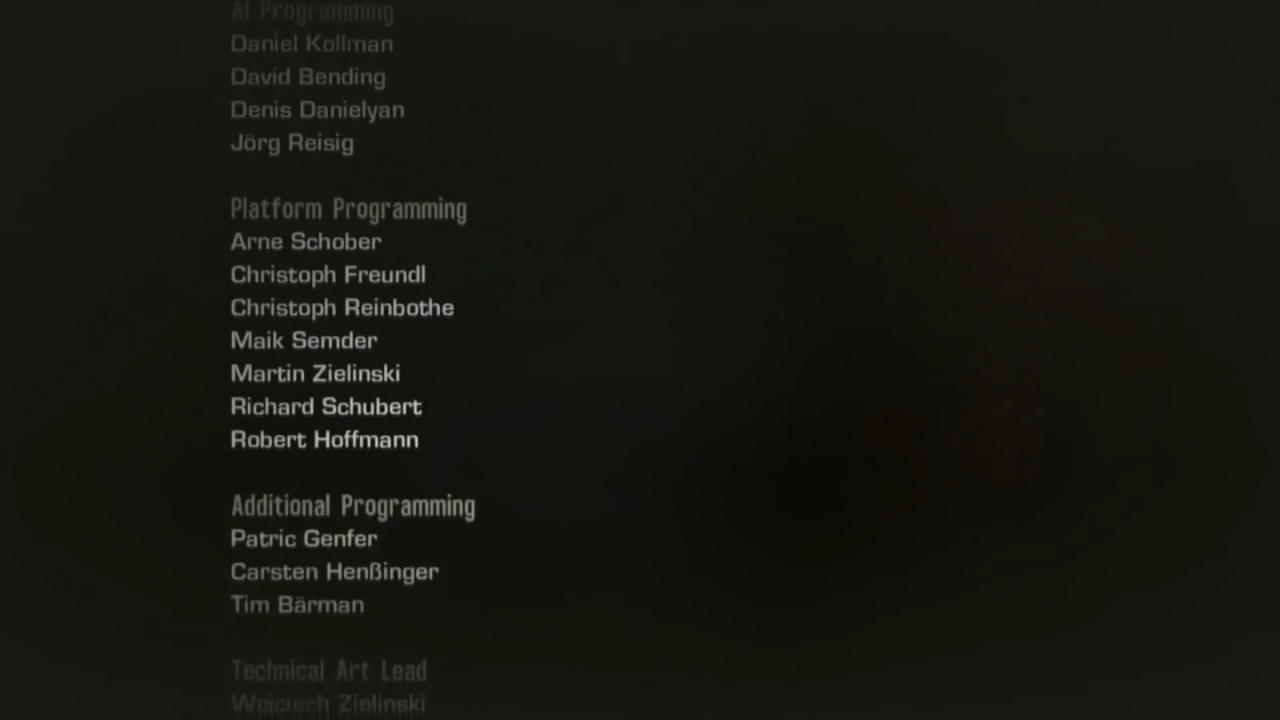 AI Programming
Daniel Kollman
David Bending
Denis Danielyan
Jörg Reisig
Platform Programming
Arne Schober
Christoph Freundl
Christoph Reinbothe
Maik Semder
Martin Zielinski
Richard Schubert
Robert Hoffmann
Additional Programming
Patric Genfer
Carsten Henßinger
Tim Bärman
Technical Art Lead
Wojciech Zielinski